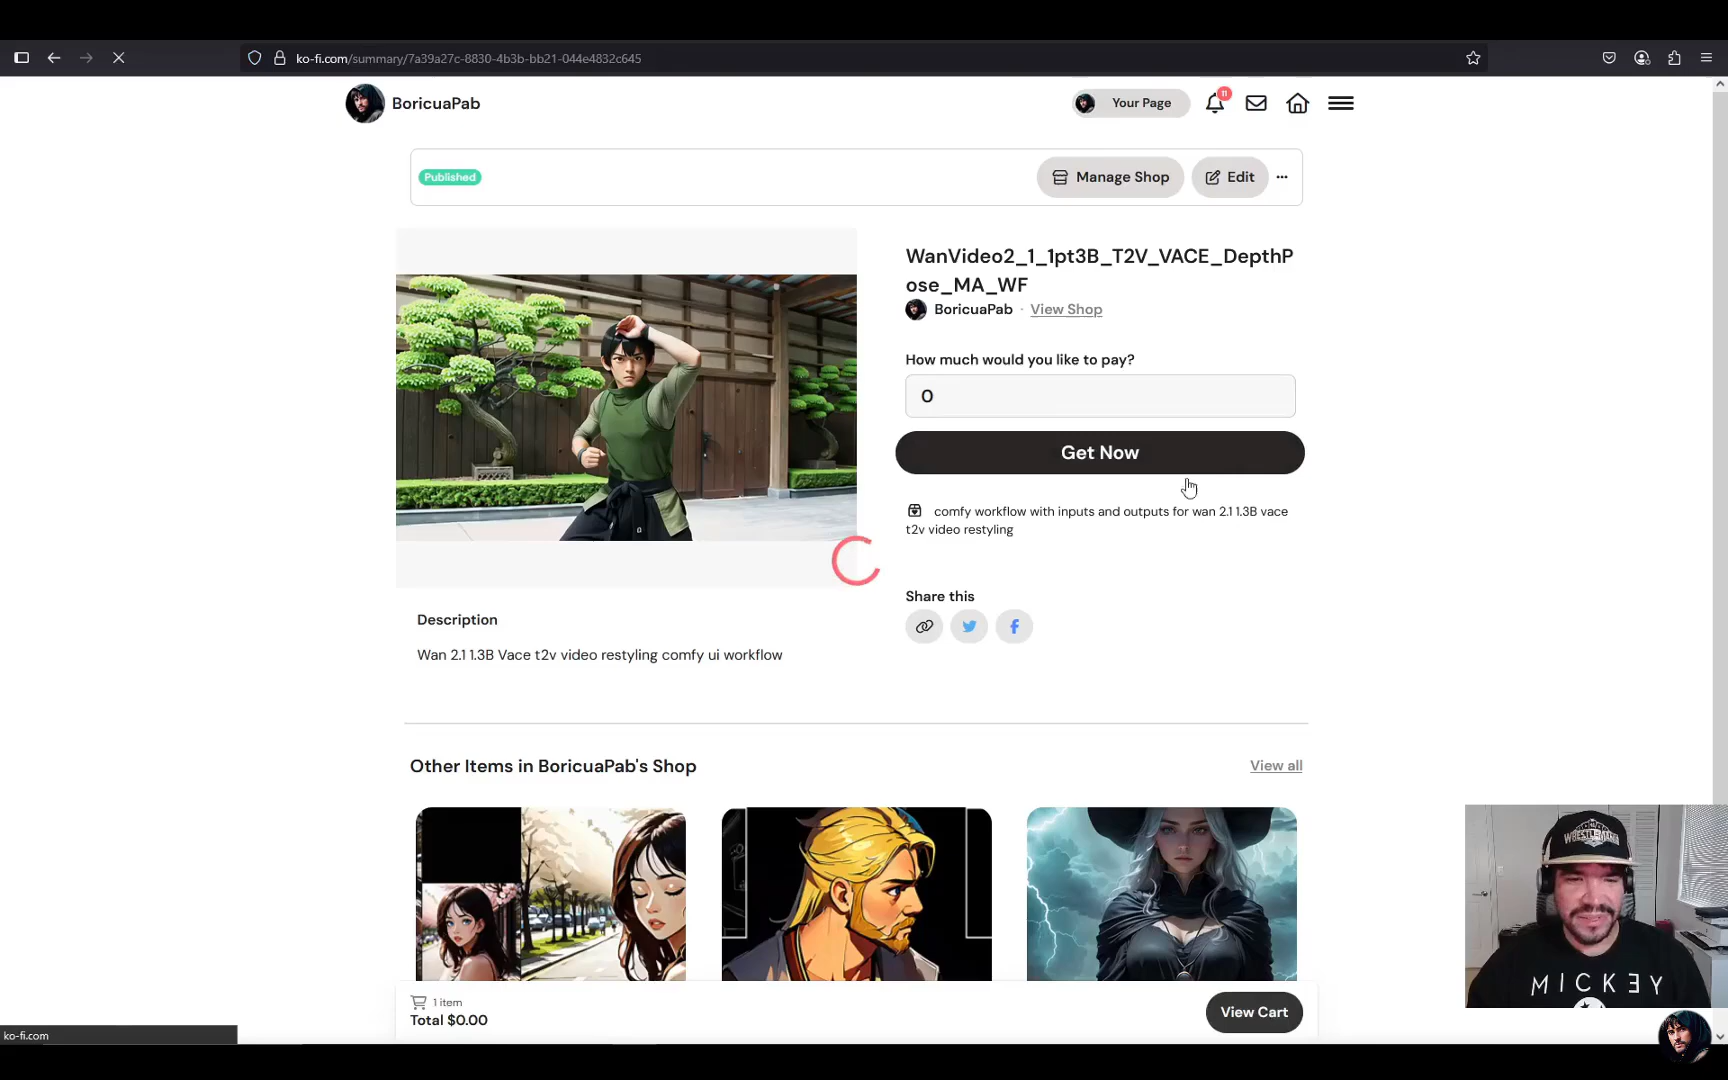 ko-fi.com/summary/7a39a27c-8830-4b3b-bb21-044e4832c645
BoricuaPab
Your Page
11
Published
Manage Shop
Edit
WanVideo2_1_1pt3B_T2V_VACE_DepthP
ose_MA_WF
BoricuaPab · View Shop
How much would you like to pay?
0
Get Now
comfy workflow with inputs and outputs for wan 2.1 1.3B vace
t2v video restyling
Share this
Description
Wan 2.1 1.3B Vace t2v video restyling comfy ui workflow
Other Items in BoricuaPab's Shop
View all
1 item
Total $0.00
View Cart
ko-fi.com
WRESTLEMANIA
MICKEY